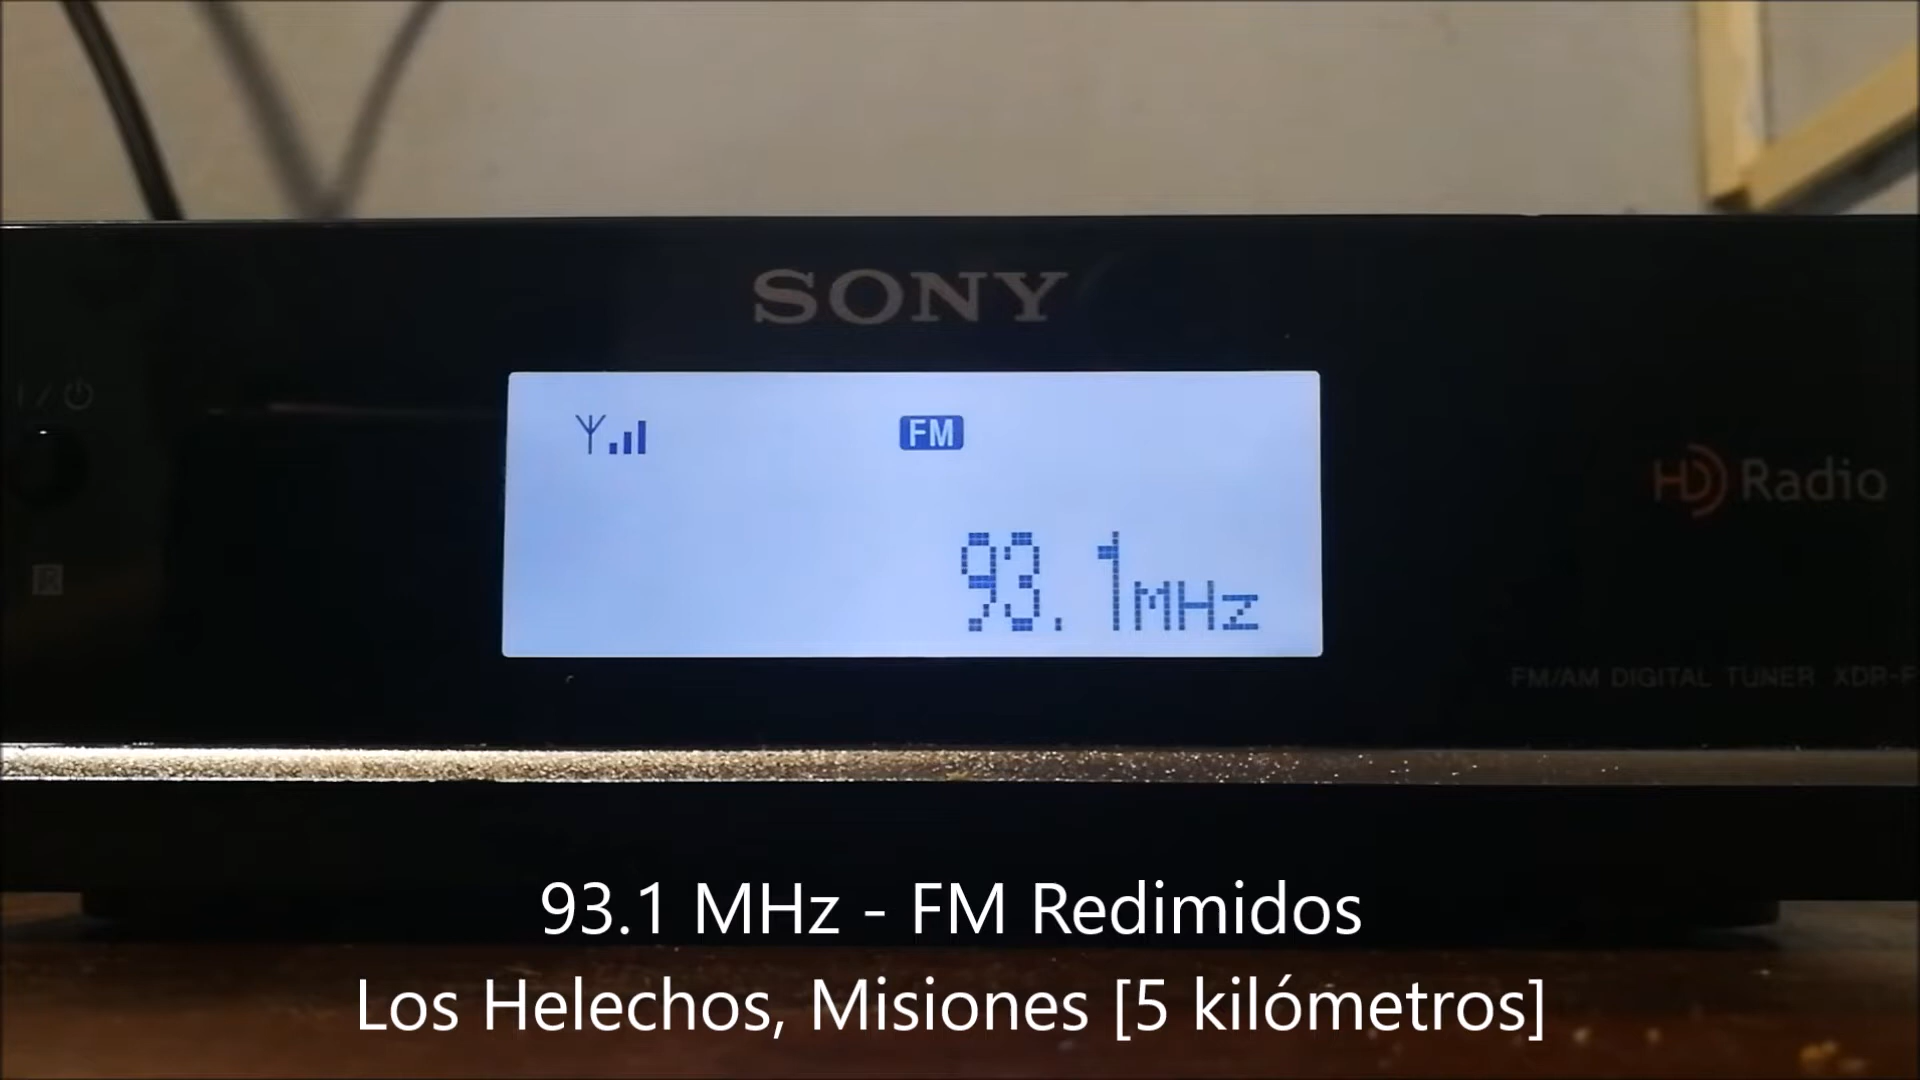 SONY
I/⏻
FM
HD Radio
93.1MHz
R
FM/AM DIGITAL TUNER XDR-F
93.1 MHz - FM Redimidos
Los Helechos, Misiones [5 kilómetros]